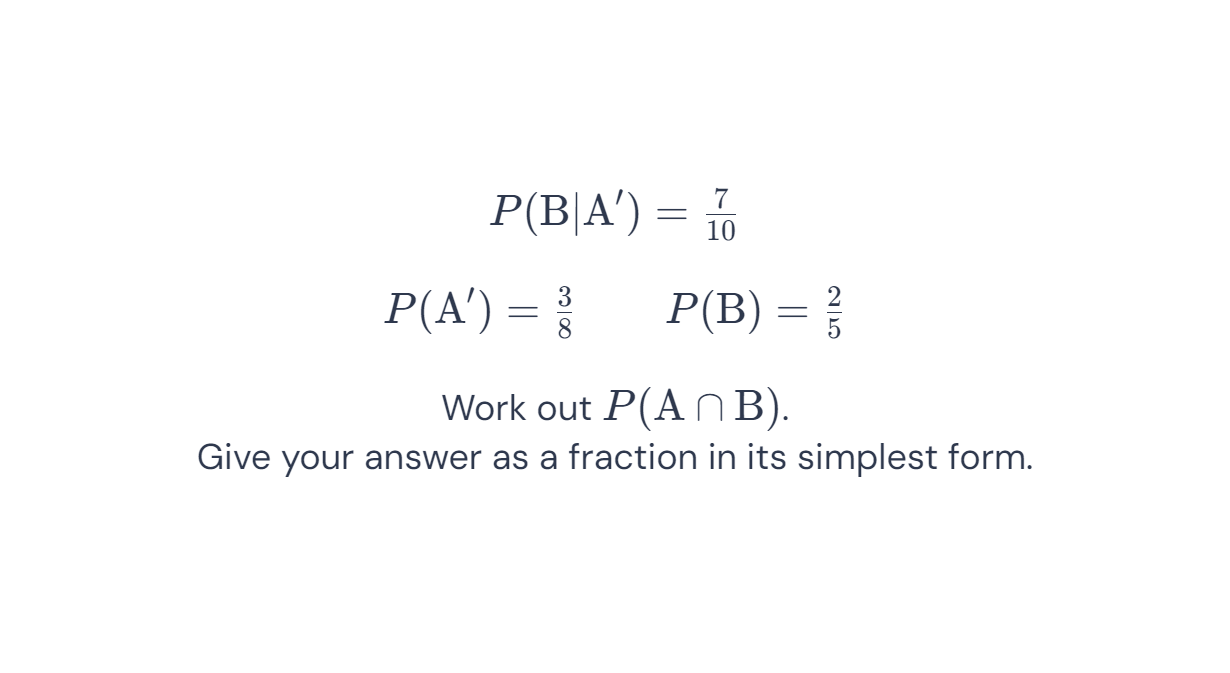 P(B|A′) = 7/10
P(A′) = 3/8 P(B) = 2/5
Work out P(A ∩ B).
Give your answer as a fraction in its simplest form.